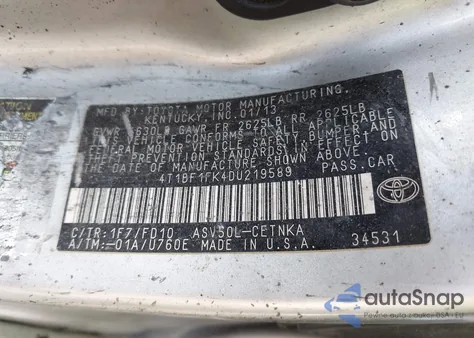 MFD. BY: TOYOTA MOTOR MANUFACTURING,
KENTUCKY, INC. 01/13
GVWR 4630LB GAWR FR 2625LB RR 2625LB
THIS VEHICLE CONFORMS TO ALL APPLICABLE
FEDERAL MOTOR VEHICLE SAFETY, BUMPER, AND
THEFT PREVENTION STANDARDS IN EFFECT ON
THE DATE OF MANUFACTURE SHOWN ABOVE.
4T1BF1FK4DU219589 PASS.CAR
C/TR: 1F7/FD10 ASV50L-CETNKA
A/TM:-01A/U760E MADE IN U.S.A. 34531
autoSnap